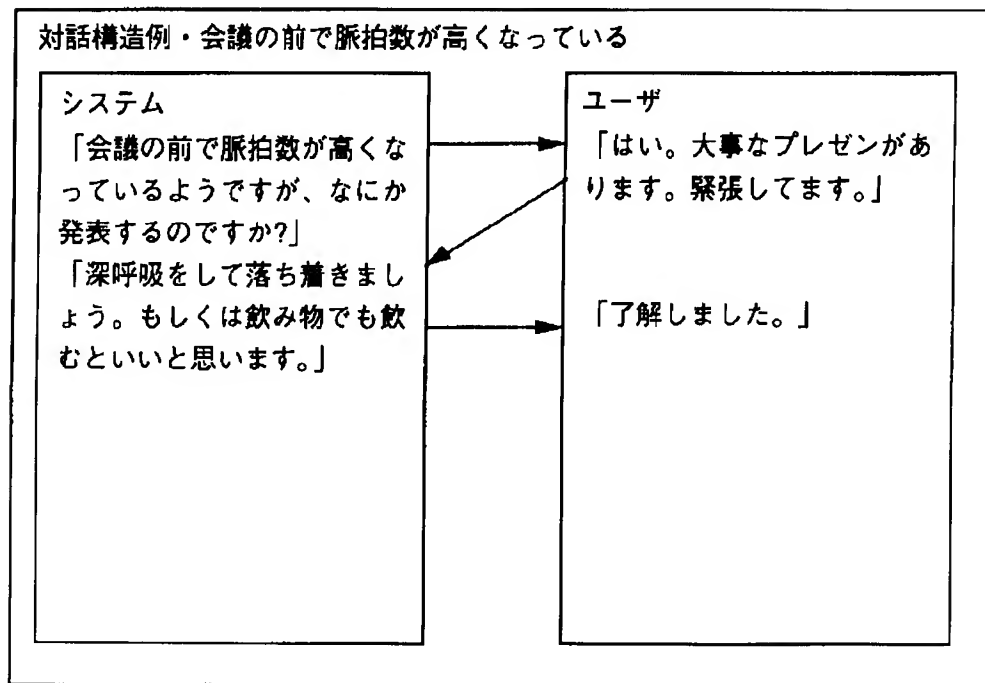 対話構造例・会議の前で脈拍数が高くなっている
システム
「会議の前で脈拍数が高くな
っているようですが、なにか
発表するのですか?」
「深呼吸をして落ち着きまし
ょう。もしくは飲み物でも飲
むといいと思います。」
ユーザ
「はい。大事なプレゼンがあ
ります。緊張してます。」
「了解しました。」